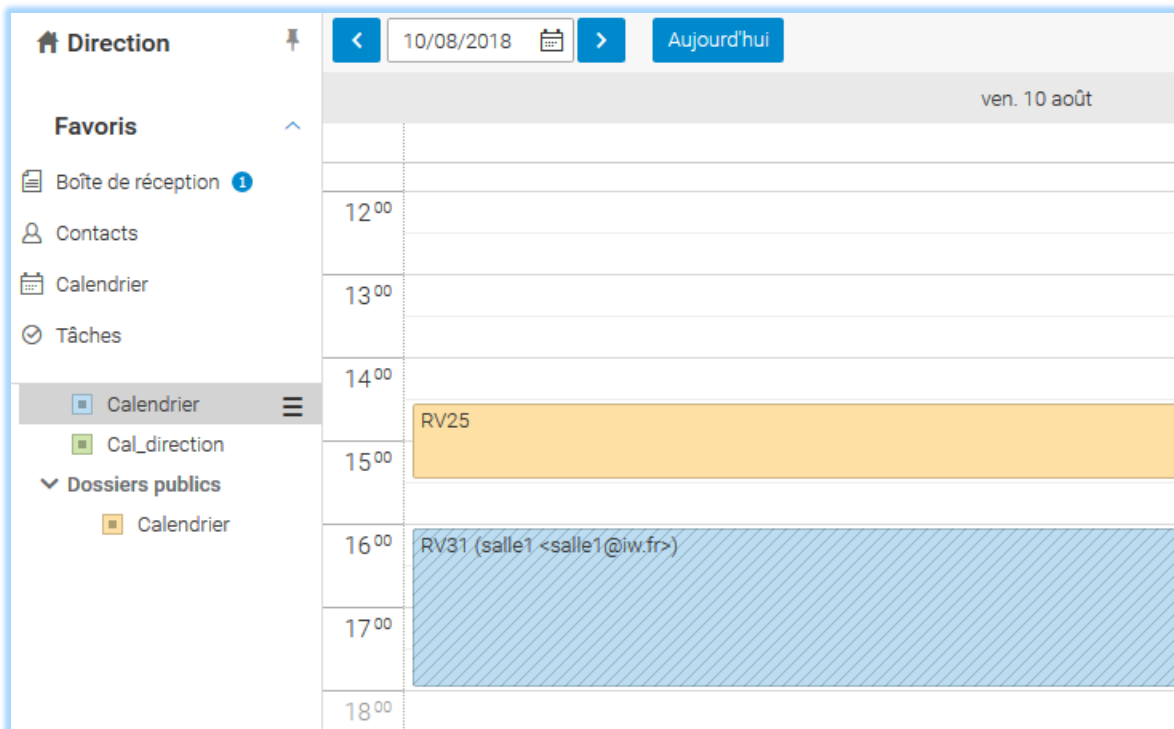 Direction
10/08/2018
Aujourd'hui
ven. 10 août
Favoris
Boîte de réception 1
Contacts
Calendrier
Tâches
Calendrier
Cal_direction
Dossiers publics
Calendrier
12 00
13 00
14 00
RV25
15 00
16 00
RV31 (salle1 <salle1@iw.fr>)
17 00
18 00